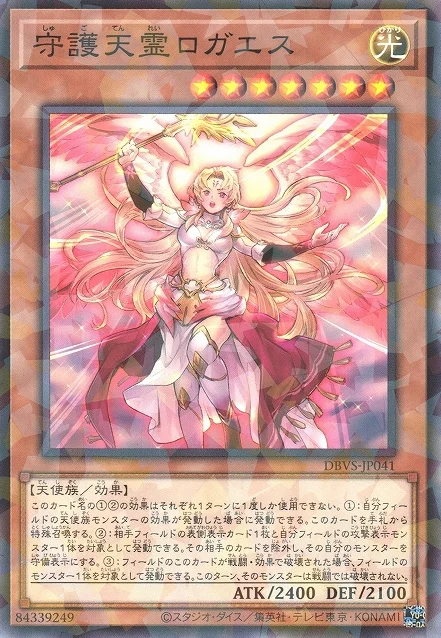 守護天霊ロガエス
光
DBVS-JP041
【天使族／効果】
このカード名の①②の効果はそれぞれ1ターンに1度しか使用できない。①：自分フィ
ールドの天使族モンスターの効果が発動した場合に発動できる。このカードを手札から
特殊召喚する。②：相手フィールドの表側表示カード1枚と自分フィールドの攻撃表示モン
スター1体を対象として発動できる。その相手のカードを除外し、その自分のモンスター
を守備表示にする。③：フィールドのこのカードが戦闘・効果で破壊された場合、フィールドの
モンスター1体を対象として発動できる。このターン、そのモンスターは戦闘では破壊されない。
ATK/2400 DEF/2100
84339249
©スタジオ・ダイス／集英社・テレビ東京・KONAMI